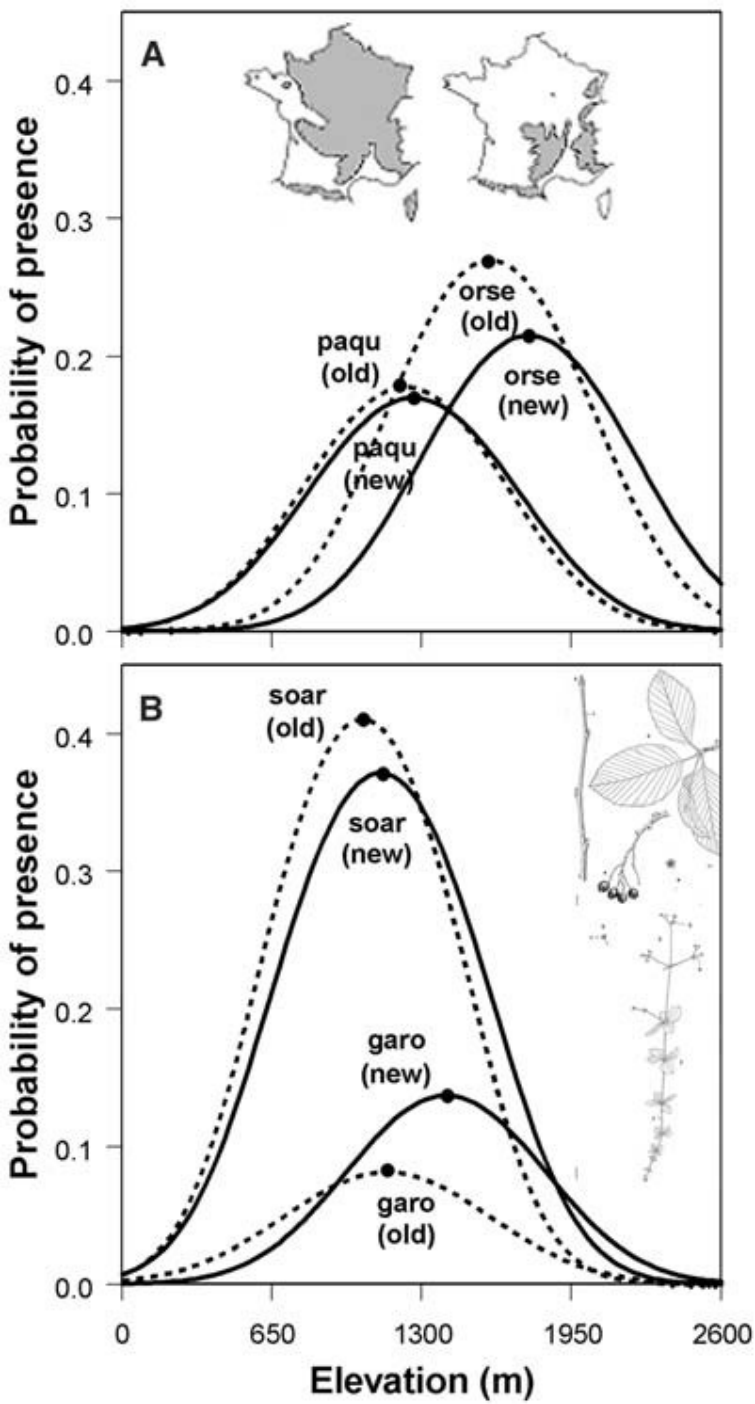 A
0.4
0.3
0.2
0.1
0.0
Probability of presence
orse
(old)
paqu
(old)
orse
(new)
paqu
(new)
B
0.4
0.3
0.2
0.1
0.0
Probability of presence
soar
(old)
soar
(new)
garo
(new)
garo
(old)
0 650 1300 1950 2600
Elevation (m)